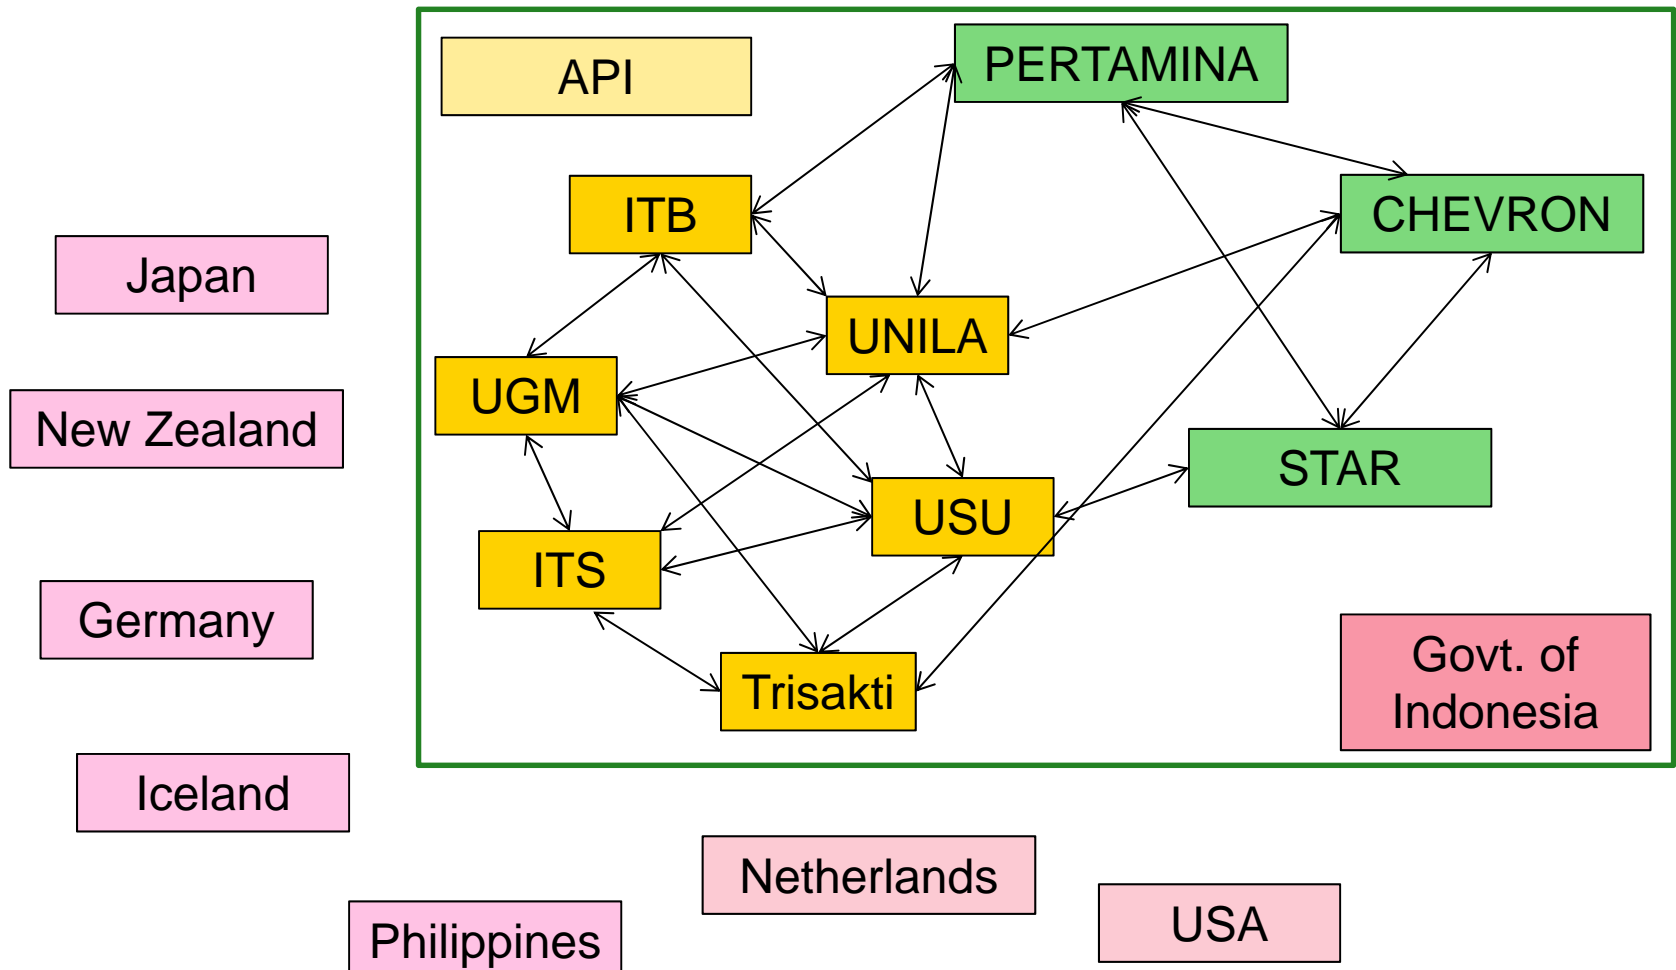 API
PERTAMINA
ITB
CHEVRON
Japan
UNILA
UGM
New Zealand
STAR
USU
ITS
Germany
Govt. of
Indonesia
Trisakti
Iceland
Netherlands
USA
Philippines